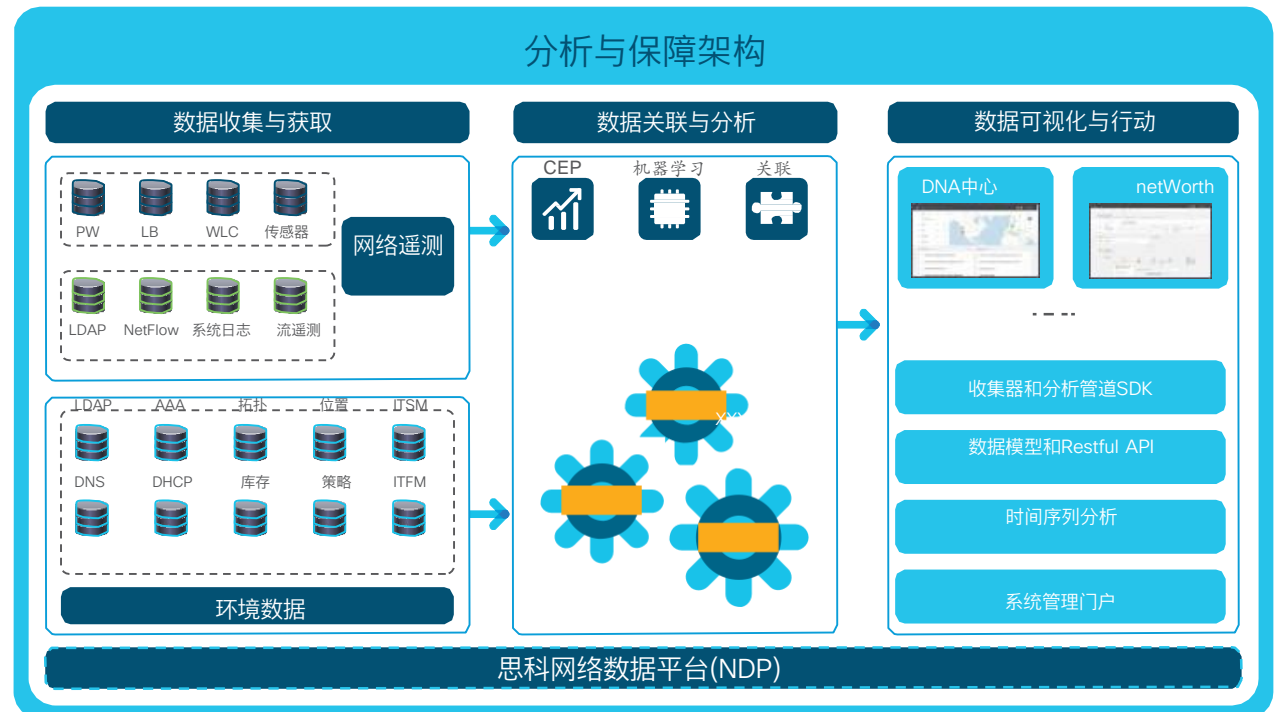 分析与保障架构
数据收集与获取
数据关联与分析
数据可视化与行动
PW LB WLC 传感器
网络遥测
LDAP NetFlow 系统日志 流遥测
LDAP AAA 拓扑 位置 ITSM
DNS DHCP 库存 策略 ITFM
环境数据
CEP 机器学习 关联
DNA中心
netWorth
收集器和分析管道SDK
数据模型和Restful API
时间序列分析
系统管理门户
思科网络数据平台(NDP)